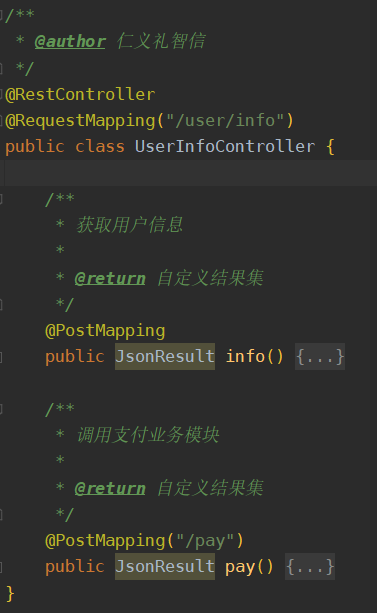 /**
 * @author 仁义礼智信
 */
@RestController
@RequestMapping("/user/info")
public class UserInfoController {
    /**
     * 获取用户信息
     *
     * @return 自定义结果集
     */
    @PostMapping
    public JsonResult info() {...}
    /**
     * 调用支付业务模块
     *
     * @return 自定义结果集
     */
    @PostMapping("/pay")
    public JsonResult pay() {...}
}